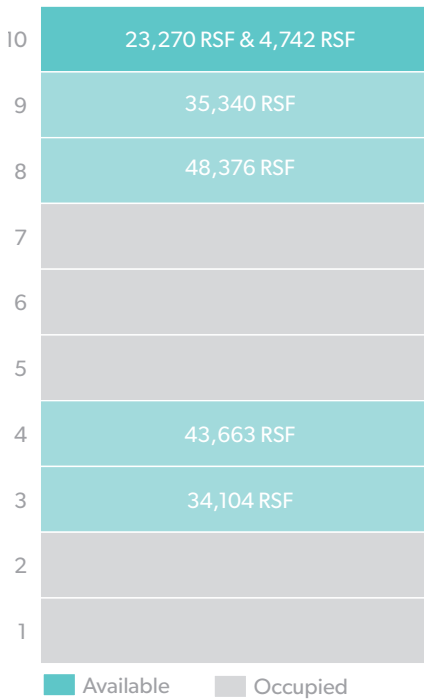 10 23,270 RSF & 4,742 RSF
9 35,340 RSF
8 48,376 RSF
7
6
5
4 43,663 RSF
3 34,104 RSF
2
1
Available Occupied